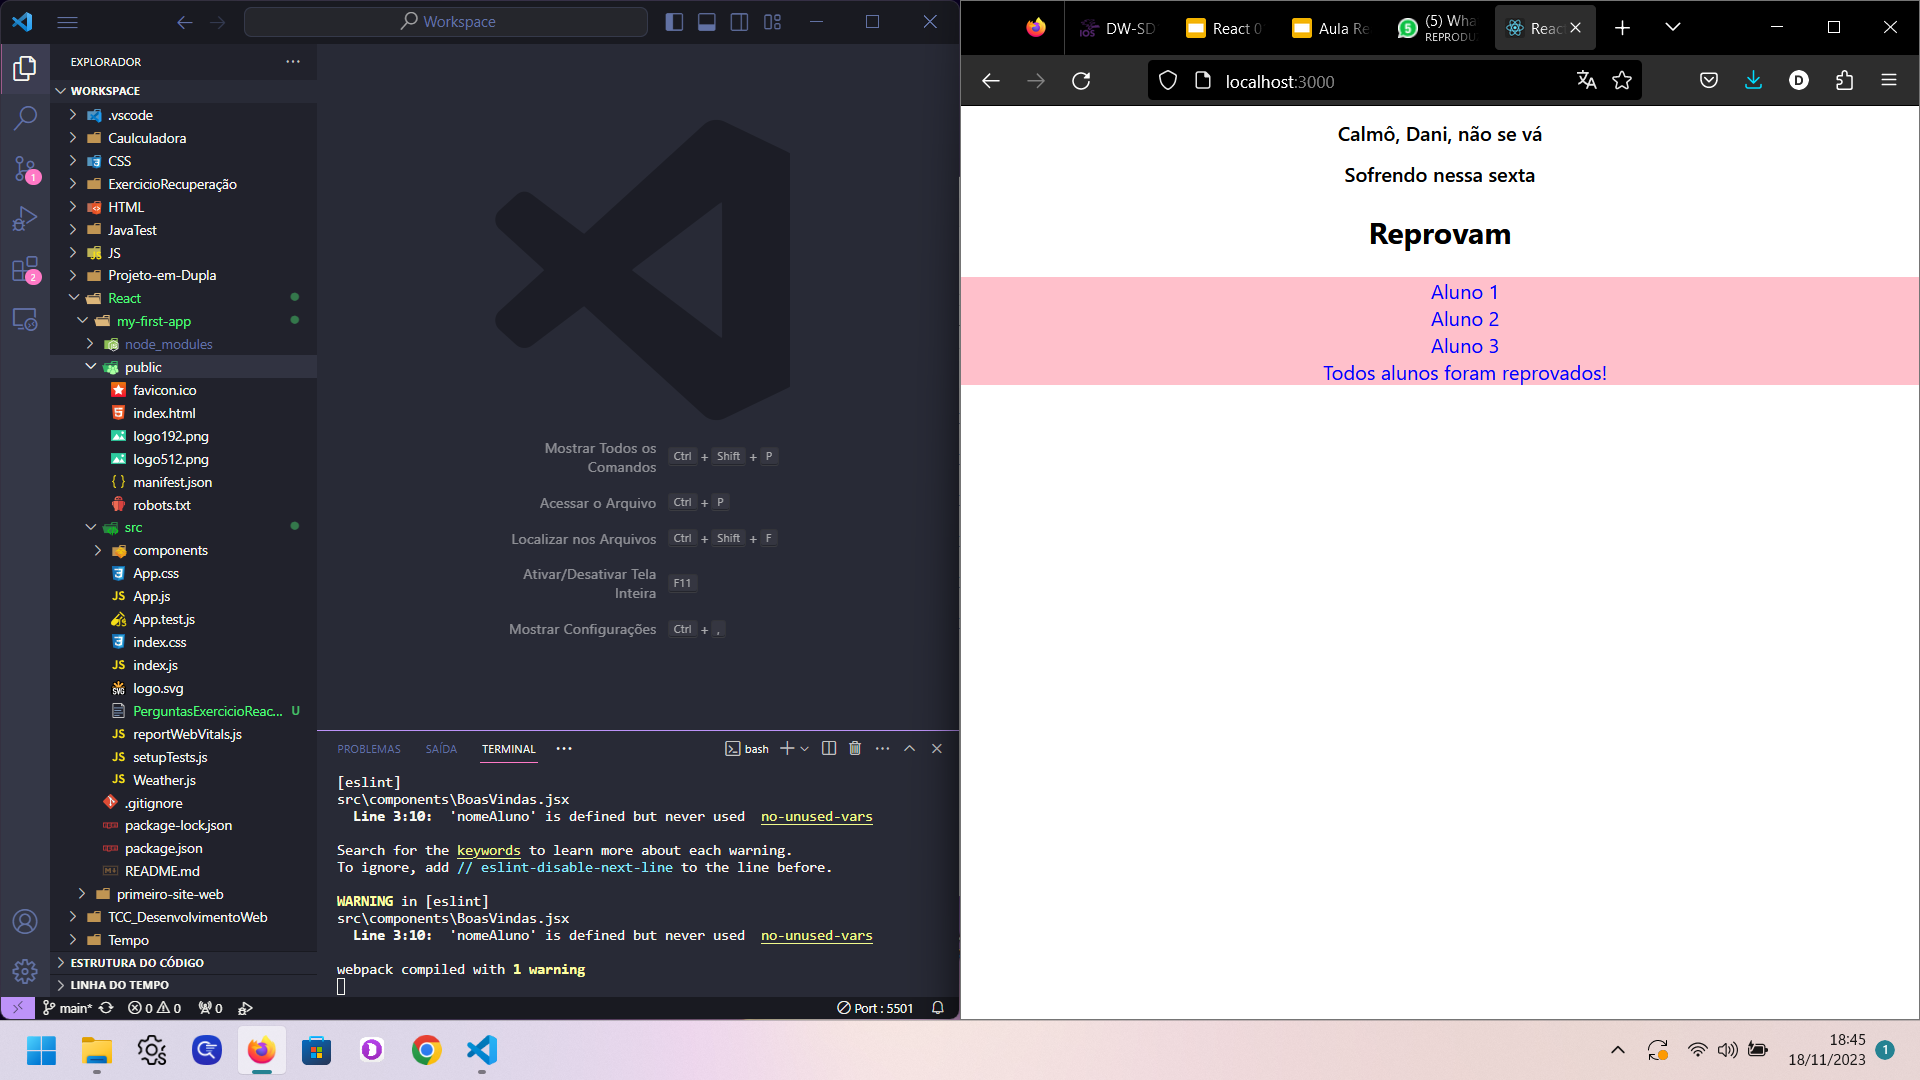 Workspace
EXPLORADOR
WORKSPACE
.vscode
Caulculadora
CSS
ExercicioRecuperação
HTML
JavaTest
JS
Projeto-em-Dupla
React
my-first-app
node_modules
public
favicon.ico
index.html
logo192.png
logo512.png
manifest.json
robots.txt
src
components
App.css
App.js
App.test.js
index.css
index.js
logo.svg
PerguntasExercicioReac... U
reportWebVitals.js
setupTests.js
Weather.js
.gitignore
package-lock.json
package.json
README.md
primeiro-site-web
TCC_DesenvolvimentoWeb
Tempo
ESTRUTURA DO CÓDIGO
LINHA DO TEMPO
1
2
Mostrar Todos os
Comandos
Ctrl + Shift + P
Acessar o Arquivo Ctrl + P
Localizar nos Arquivos Ctrl + Shift + F
Ativar/Desativar Tela
Inteira
F11
Mostrar Configurações Ctrl + ,
PROBLEMAS SAÍDA TERMINAL ... bash
[eslint]
src\components\BoasVindas.jsx
Line 3:10: 'nomeAluno' is defined but never used no-unused-vars
Search for the keywords to learn more about each warning.
To ignore, add // eslint-disable-next-line to the line before.
WARNING in [eslint]
src\components\BoasVindas.jsx
Line 3:10: 'nomeAluno' is defined but never used no-unused-vars
webpack compiled with 1 warning
main* 0 0 0 Port : 5501
DW-SD React 0 Aula Re (5) Wha React
REPRODU
localhost:3000
D
Calmô, Dani, não se vá
Sofrendo nessa sexta
Reprovam
Aluno 1
Aluno 2
Aluno 3
Todos alunos foram reprovados!
18:45
18/11/2023
1